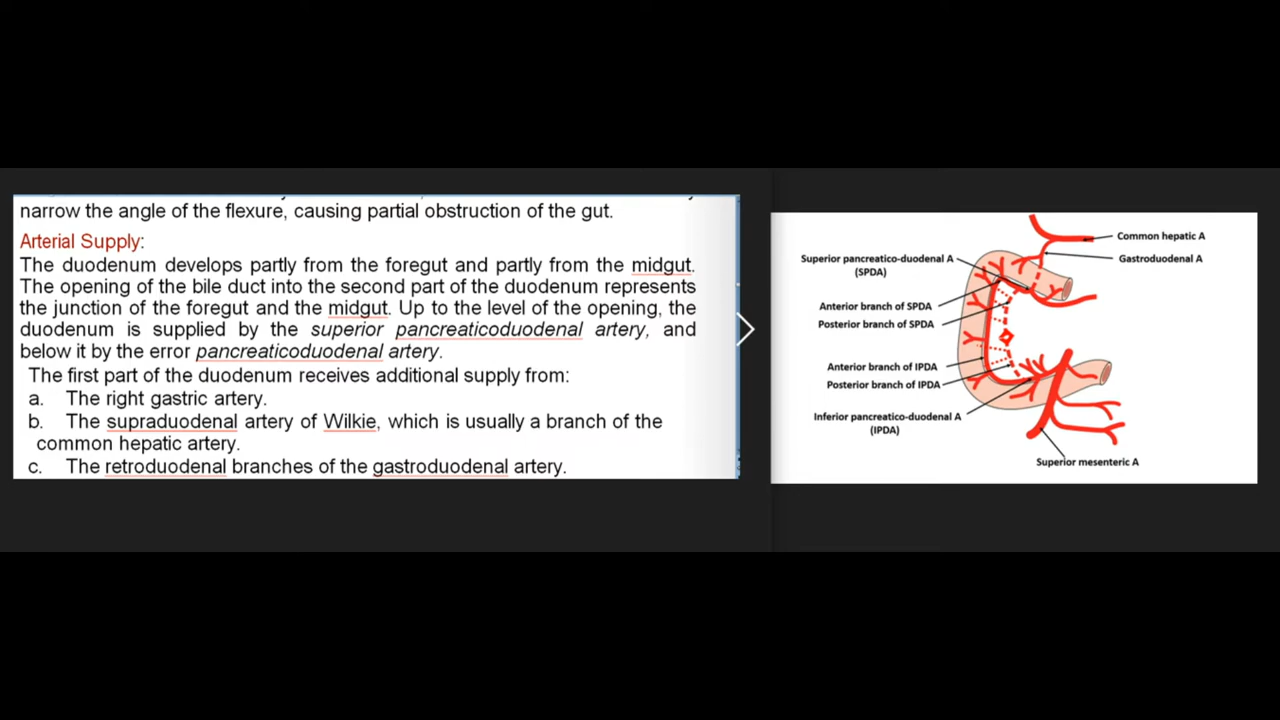 narrow the angle of the flexure, causing partial obstruction of the gut.
Arterial Supply:
The duodenum develops partly from the foregut and partly from the midgut.
The opening of the bile duct into the second part of the duodenum represents
the junction of the foregut and the midgut. Up to the level of the opening, the
duodenum is supplied by the superior pancreaticoduodenal artery, and
below it by the error pancreaticoduodenal artery.
The first part of the duodenum receives additional supply from:
a. The right gastric artery.
b. The supraduodenal artery of Wilkie, which is usually a branch of the
common hepatic artery.
c. The retroduodenal branches of the gastroduodenal artery.
Common hepatic A
Superior pancreatico-duodenal A
(SPDA)
Gastroduodenal A
Anterior branch of SPDA
Posterior branch of SPDA
Anterior branch of IPDA
Posterior branch of IPDA
Inferior pancreatico-duodenal A
(IPDA)
Superior mesenteric A